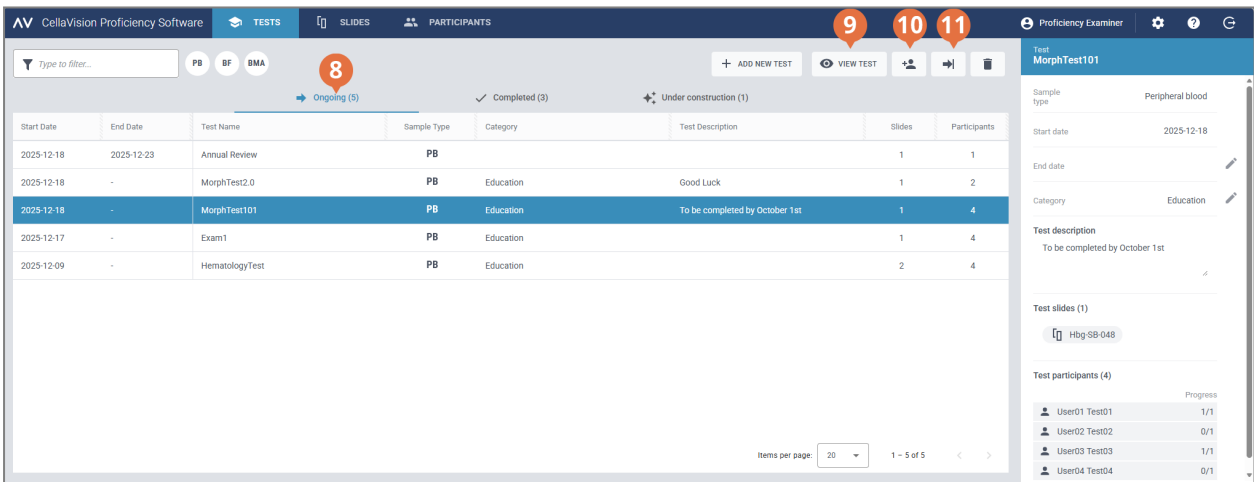 CellaVision Proficiency Software TESTS SLIDES PARTICIPANTS Proficiency Examiner
9 10 11
Type to filter... PB BF BMA 8 ADD NEW TEST VIEW TEST
Test
MorphTest101
Ongoing (5) Completed (3) Under construction (1)
Start Date End Date Test Name Sample Type Category Test Description Slides Participants
2025-12-18 2025-12-23 Annual Review PB 1 1
2025-12-18 - MorphTest2.0 PB Education Good Luck 1 2
2025-12-18 - MorphTest101 PB Education To be completed by October 1st 1 4
2025-12-17 - Exam1 PB Education 1 4
2025-12-09 - HematologyTest PB Education 2 4
Items per page: 20 1 – 5 of 5
Sample type Peripheral blood
Start date 2025-12-18
End date
Category Education
Test description
To be completed by October 1st
Test slides (1)
Hbg-SB-048
Test participants (4)
Progress
User01 Test01 1/1
User02 Test02 0/1
User03 Test03 1/1
User04 Test04 0/1